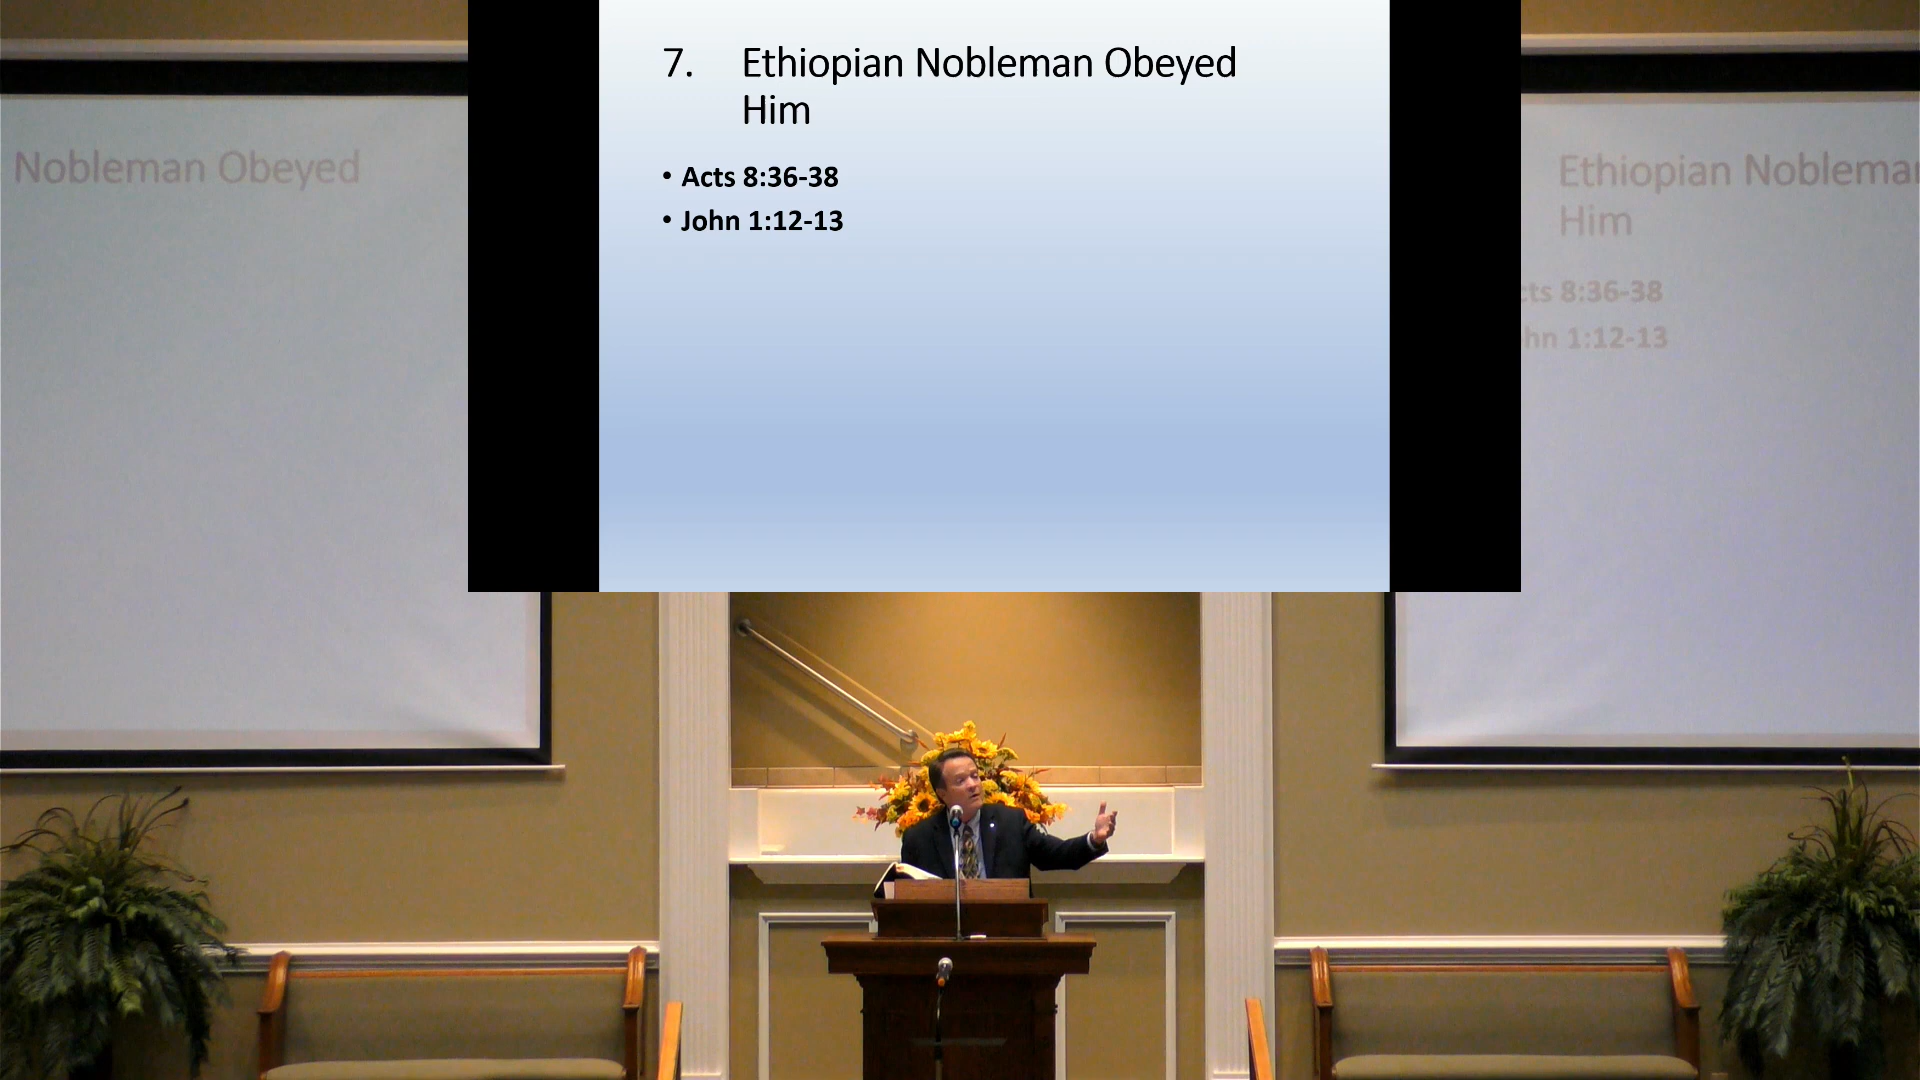 7. Ethiopian Nobleman Obeyed
Him
• Acts 8:36-38
• John 1:12-13
Nobleman Obeyed
Ethiopian Nobleman
Him
cts 8:36-38
hn 1:12-13